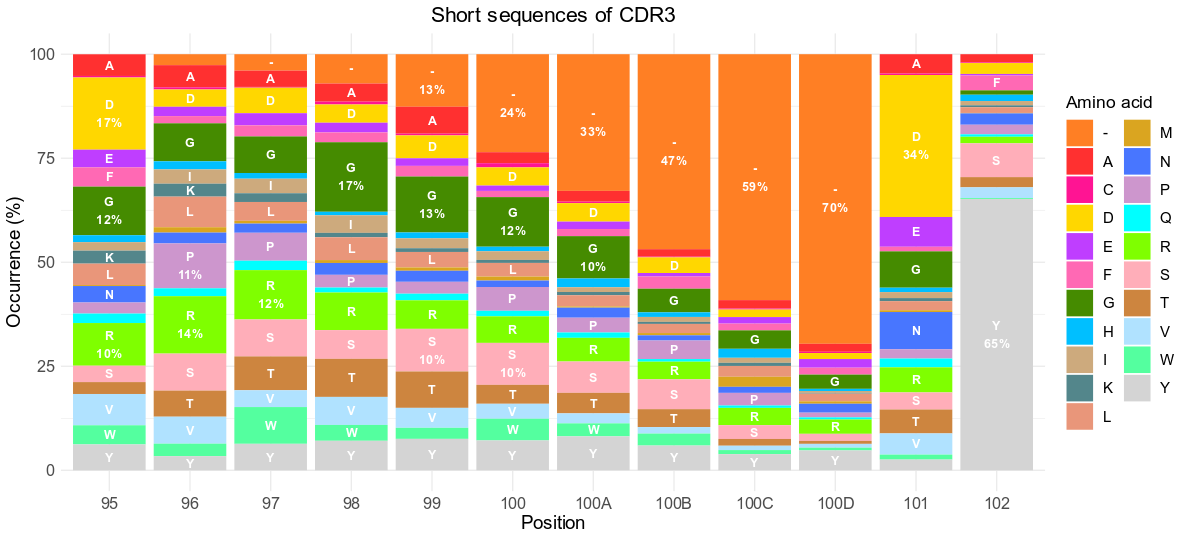 Short sequences of CDR3
Occurrence (%)
100
75
50
25
0
A
D
17%
E
F
G
12%
K
L
N
R
10%
S
V
W
Y
A
D
G
I
K
L
P
11%
R
14%
S
T
V
Y
-
A
D
G
I
L
P
R
12%
S
T
V
W
Y
-
A
D
G
17%
I
L
P
R
S
T
V
W
Y
-
13%
A
D
G
13%
L
R
S
10%
T
V
Y
-
24%
D
G
12%
L
P
R
S
10%
T
V
W
Y
-
33%
D
G
10%
P
R
S
T
W
Y
-
47%
D
G
P
R
S
T
Y
-
59%
G
P
R
S
Y
-
70%
G
R
Y
A
D
34%
E
G
N
R
S
T
V
F
S
Y
65%
95 96 97 98 99 100 100A 100B 100C 100D 101 102
Position
Amino acid
-
A
C
D
E
F
G
H
I
K
L
M
N
P
Q
R
S
T
V
W
Y